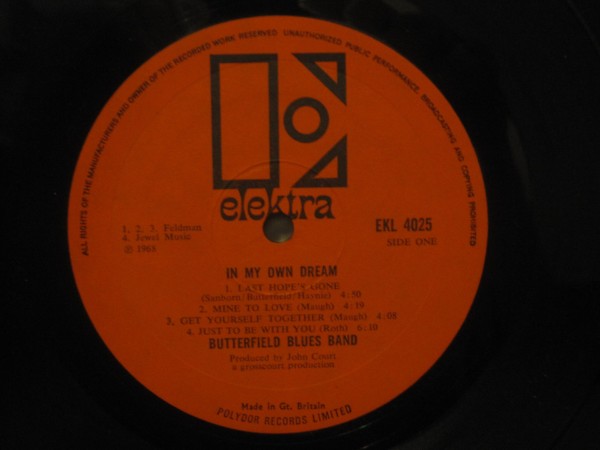 ALL RIGHTS OF THE MANUFACTURERS AND OWNER OF THE RECORDED WORK RESERVED UNAUTHORIZED PUBLIC PERFORMANCE, BROADCASTING AND COPYING PROHIBITED
elektra
1, 2, 3. Feldman
4. Jewel Music
℗ 1968
EKL 4025
SIDE ONE
IN MY OWN DREAM
1. LAST HOPE'S GONE
(Sanborn/Butterfield/Haynie) 4:50
2. MINE TO LOVE (Maugh) 4:19
3. GET YOURSELF TOGETHER (Maugh) 4:08
4. JUST TO BE WITH YOU (Roth) 6:10
BUTTERFIELD BLUES BAND
Produced by John Court
a groscourt production
Made in Gt. Britain
POLYDOR RECORDS LIMITED